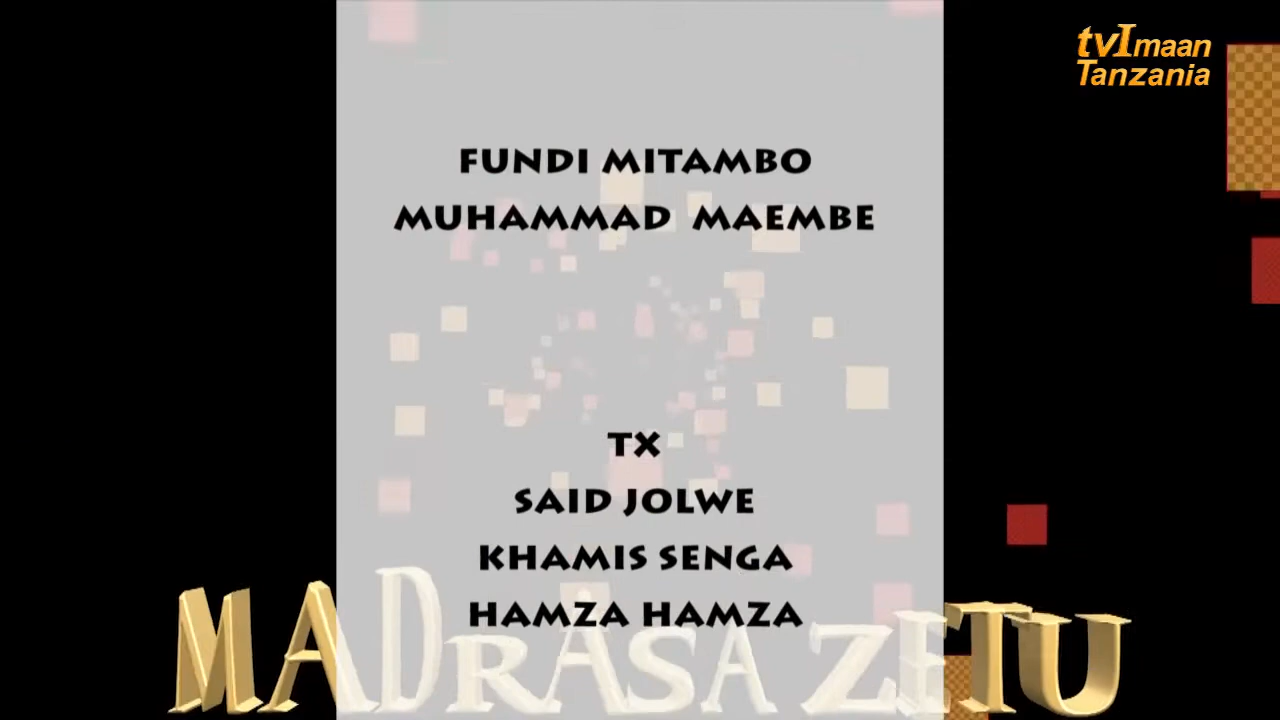 tvImaan
Tanzania
FUNDI MITAMBO
MUHAMMAD MAEMBE
TX
SAID JOLWE
KHAMIS SENGA
HAMZA HAMZA
MADRASA ZETU